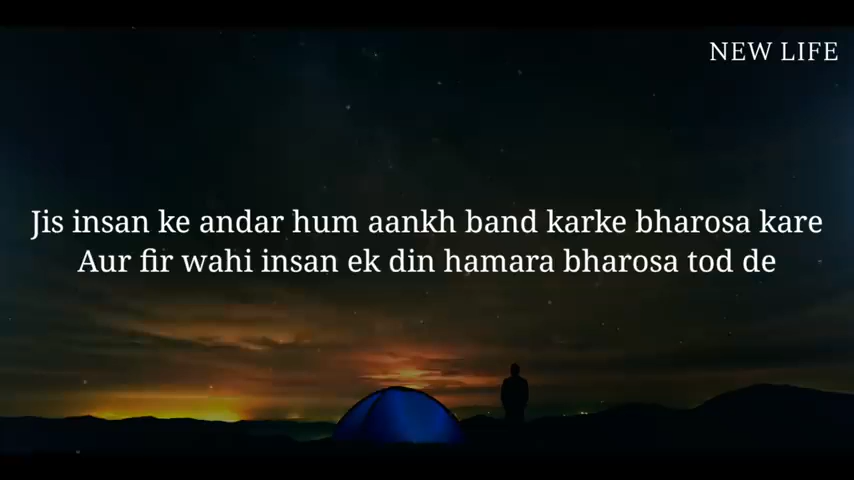 NEW LIFE
Jis insan ke andar hum aankh band karke bharosa kare
Aur fir wahi insan ek din hamara bharosa tod de